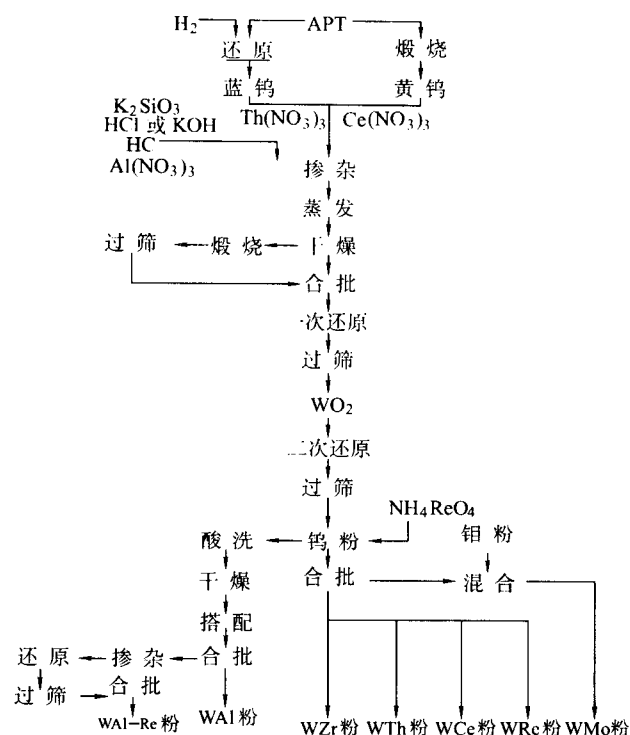 H₂ APT
还原 煅烧
蓝钨 黄钨
K₂SiO₃
HCl 或 KOH
HC
Al(NO₃)₃
Th(NO₃)₃ Ce(NO₃)₃
掺杂
蒸发
过筛 煅烧 干燥
合批
一次还原
过筛
WO₂
二次还原
过筛
NH₄ReO₄
酸洗 钨粉 钼粉
干燥 合批 混合
搭配
还原 掺杂 合批
过筛 合批
WAl-Re 粉 WAl 粉 WZr 粉 WTh 粉 WCe 粉 WRc 粉 WMo 粉